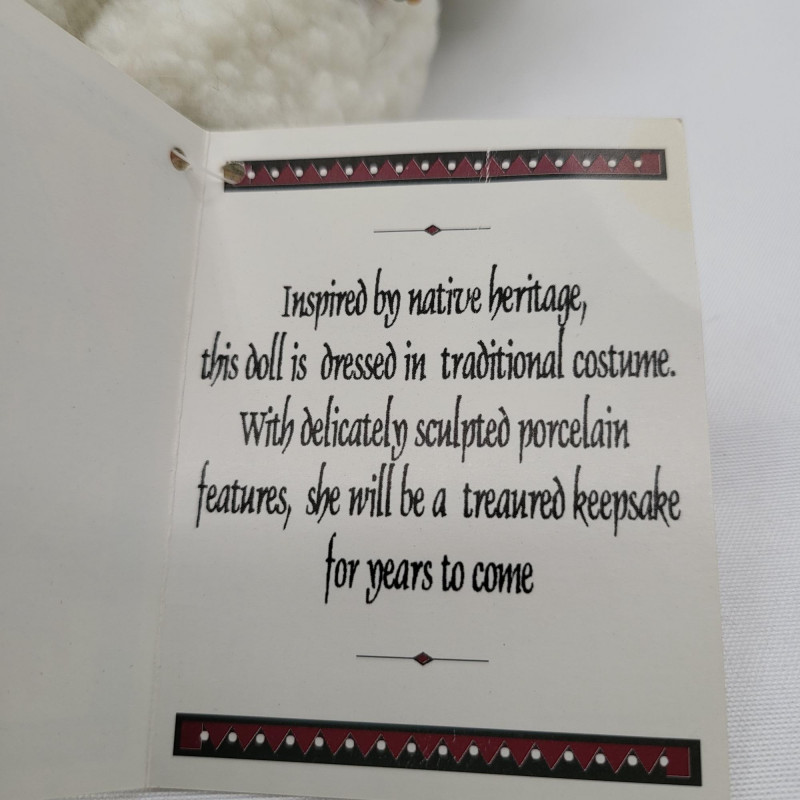 Inspired by native heritage,
this doll is dressed in traditional costume.
With delicately sculpted porcelain
features, she will be a treaured keepsake
for years to come